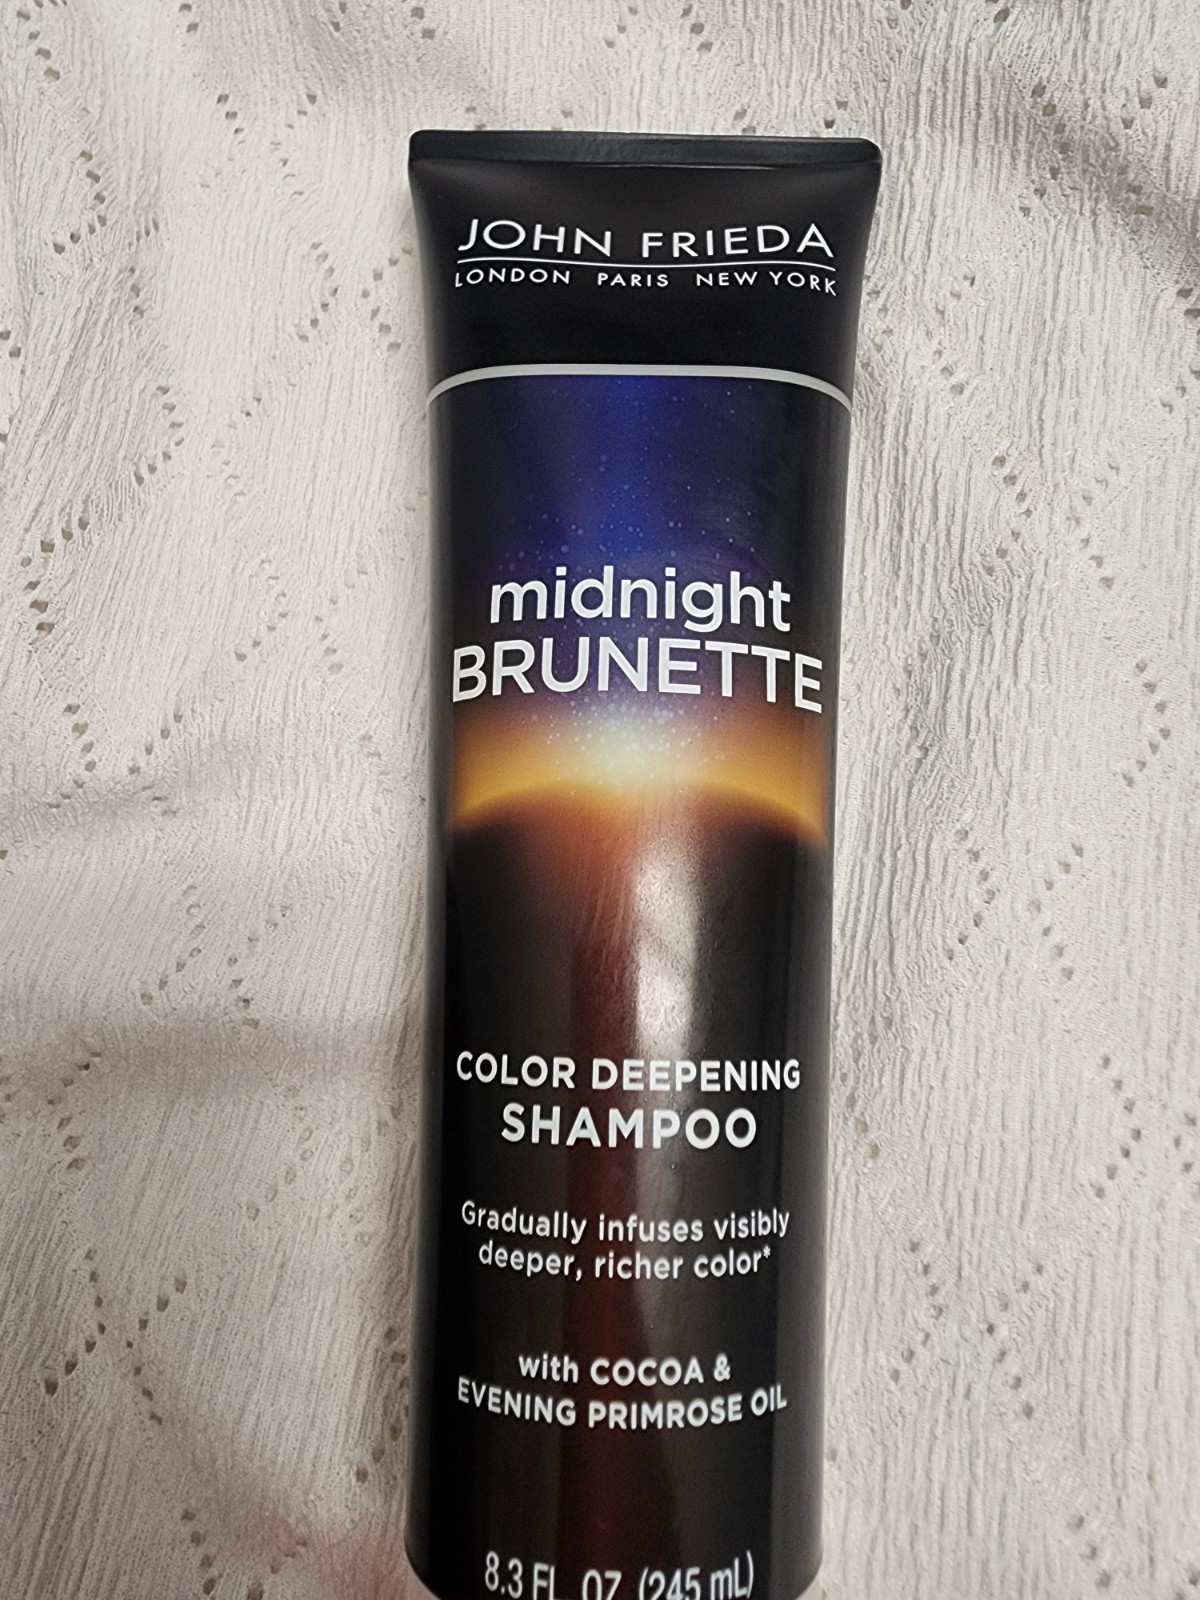 JOHN FRIEDA
LONDON PARIS NEW YORK
midnight
BRUNETTE
COLOR DEEPENING
SHAMPOO
Gradually infuses visibly
deeper, richer color*
with COCOA &
EVENING PRIMROSE OIL
8.3 FL. OZ. (245 mL)